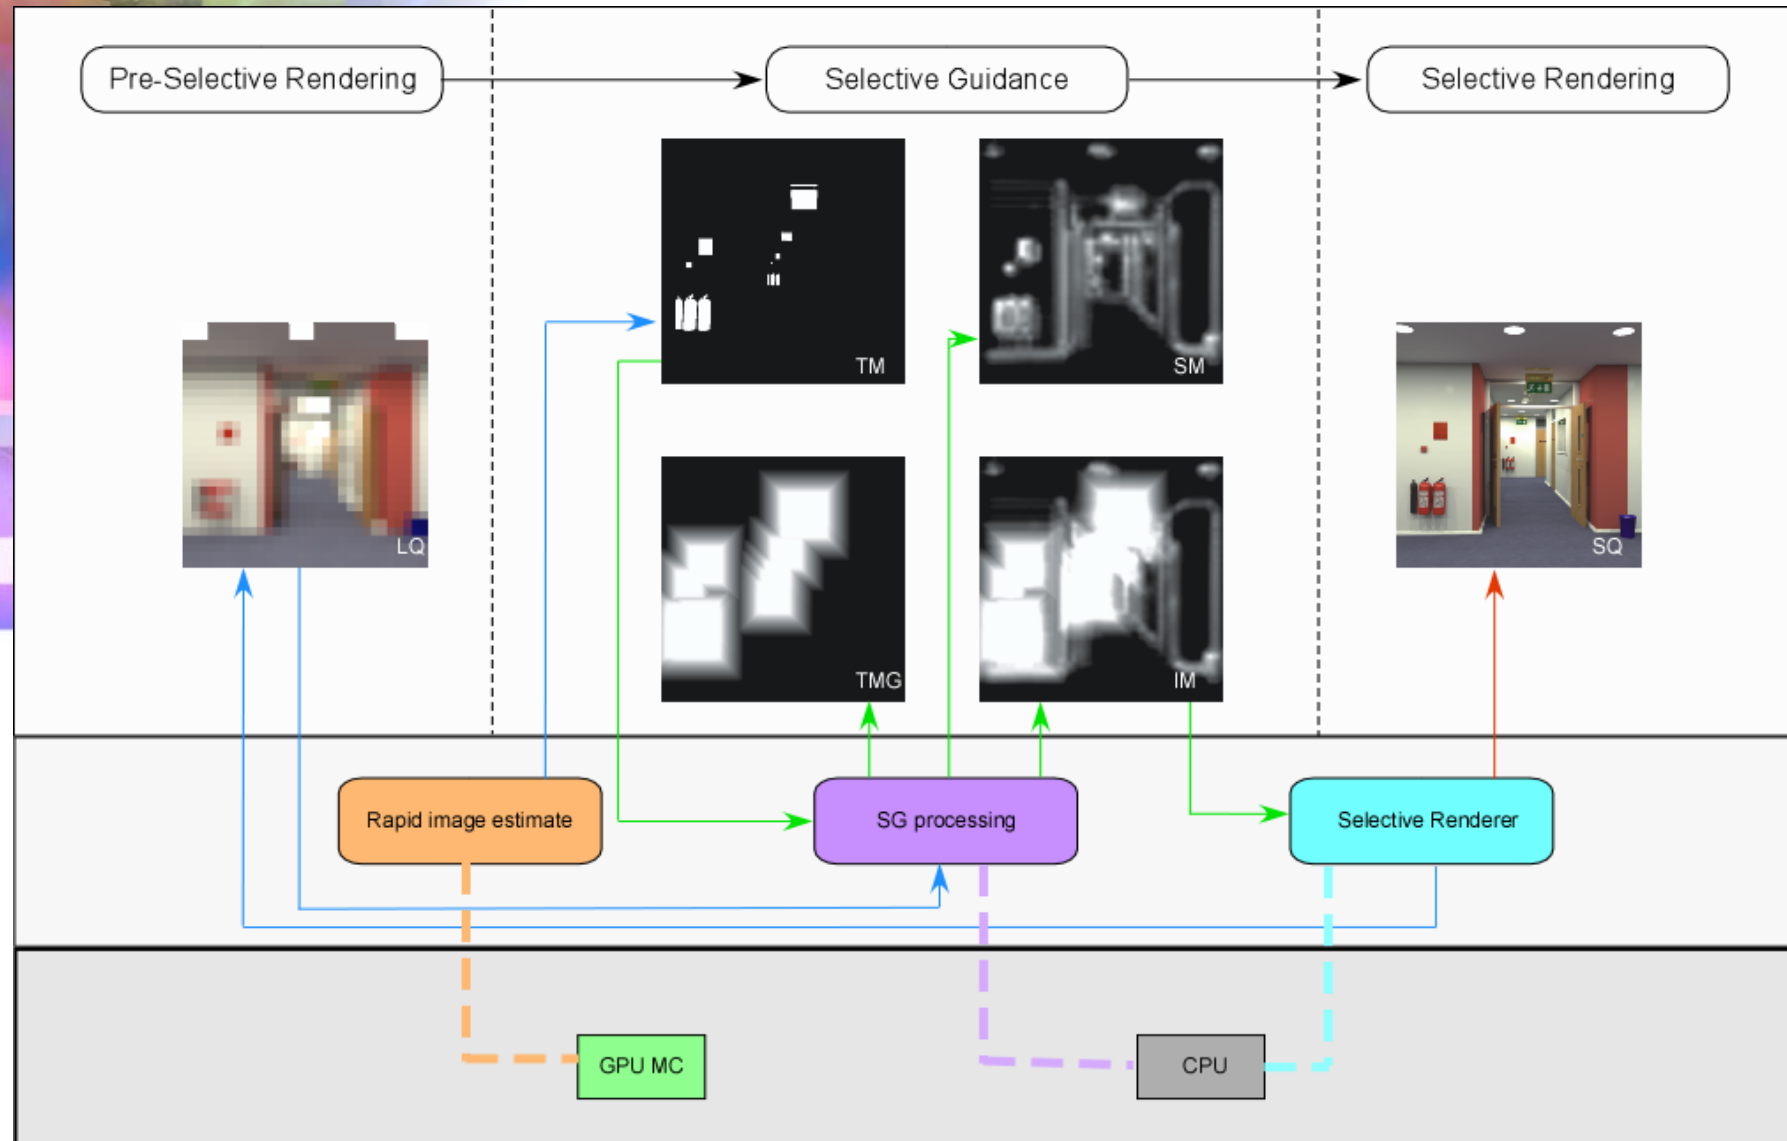 Pre-Selective Rendering
Selective Guidance
Selective Rendering
TM
SM
LQ
SQ
TMG
IM
Rapid image estimate
SG processing
Selective Renderer
GPU MC
CPU